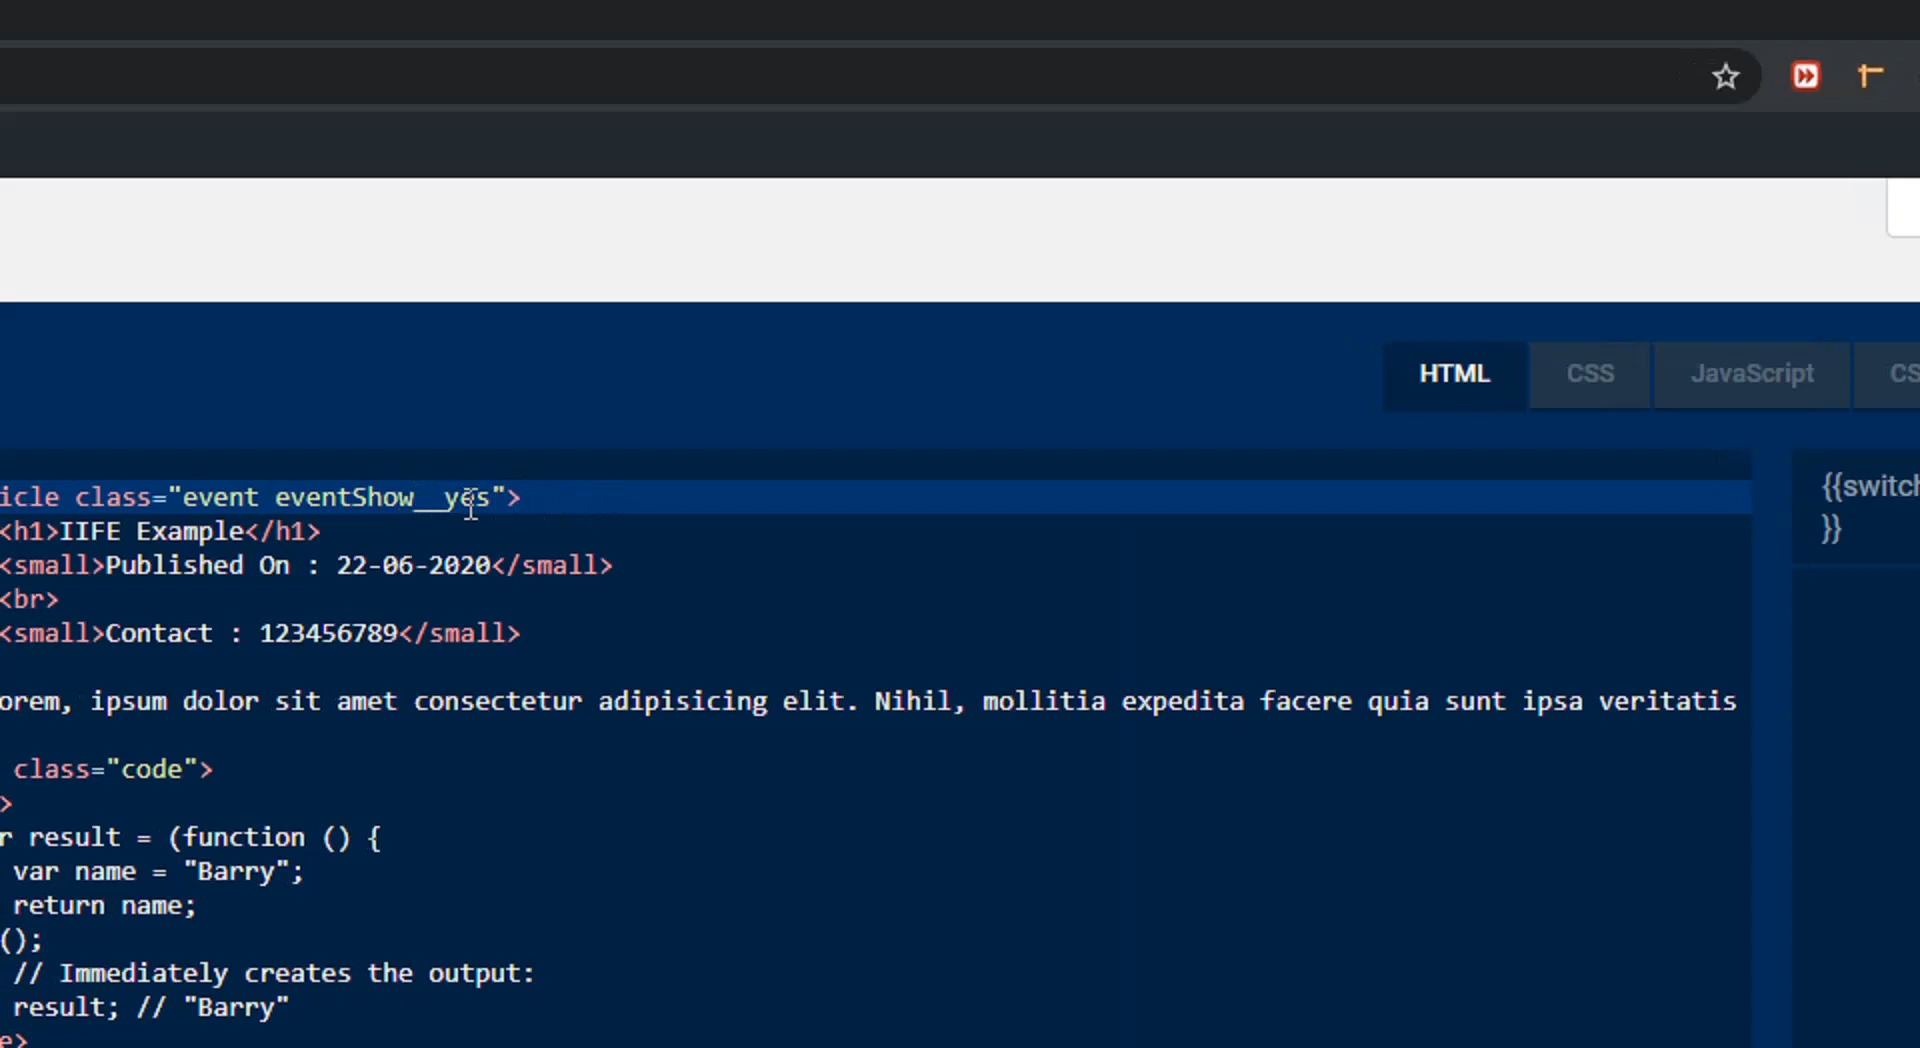 HTML CSS JavaScript CS
icle class="event eventShow__yes">
<h1>IIFE Example</h1>
<small>Published On : 22-06-2020</small>
<br>
<small>Contact : 123456789</small>
orem, ipsum dolor sit amet consectetur adipisicing elit. Nihil, mollitia expedita facere quia sunt ipsa veritatis
class="code">
>
r result = (function () {
var name = "Barry";
return name;
();
// Immediately creates the output:
result; // "Barry"
e>
{{switch
}}